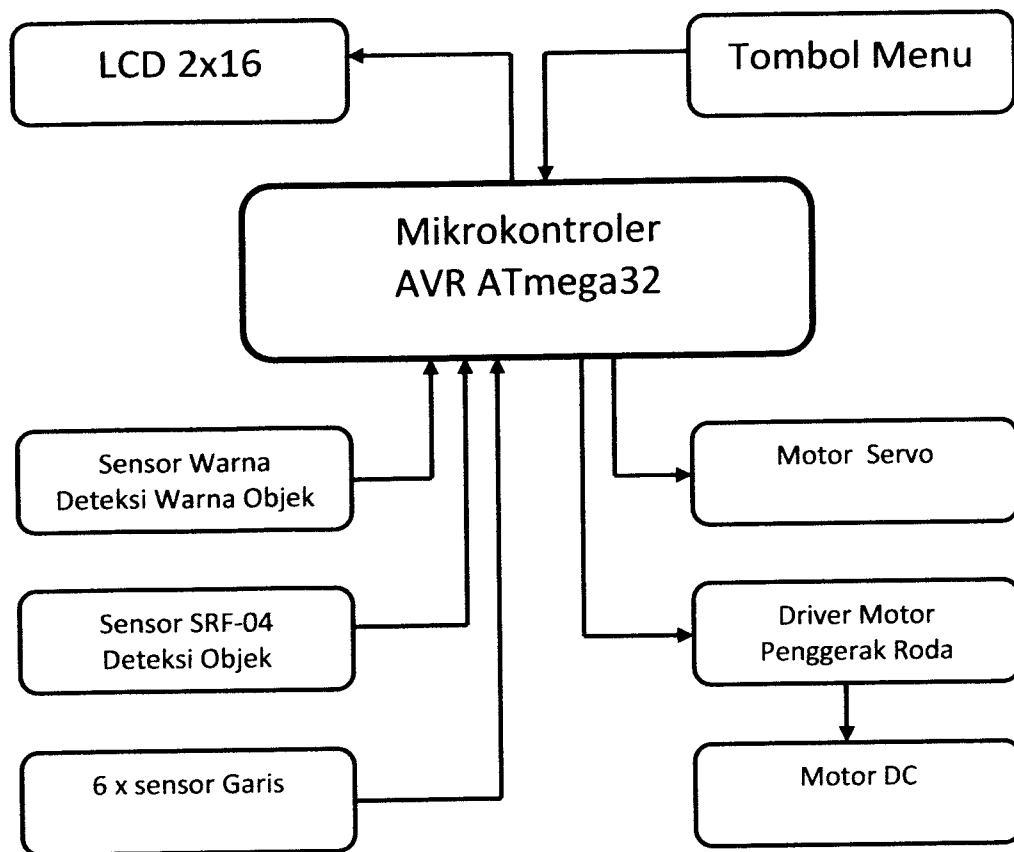 LCD 2x16
Tombol Menu
Mikrokontroler
AVR ATmega32
Sensor Warna
Deteksi Warna Objek
Motor Servo
Sensor SRF-04
Deteksi Objek
Driver Motor
Penggerak Roda
6 x sensor Garis
Motor DC